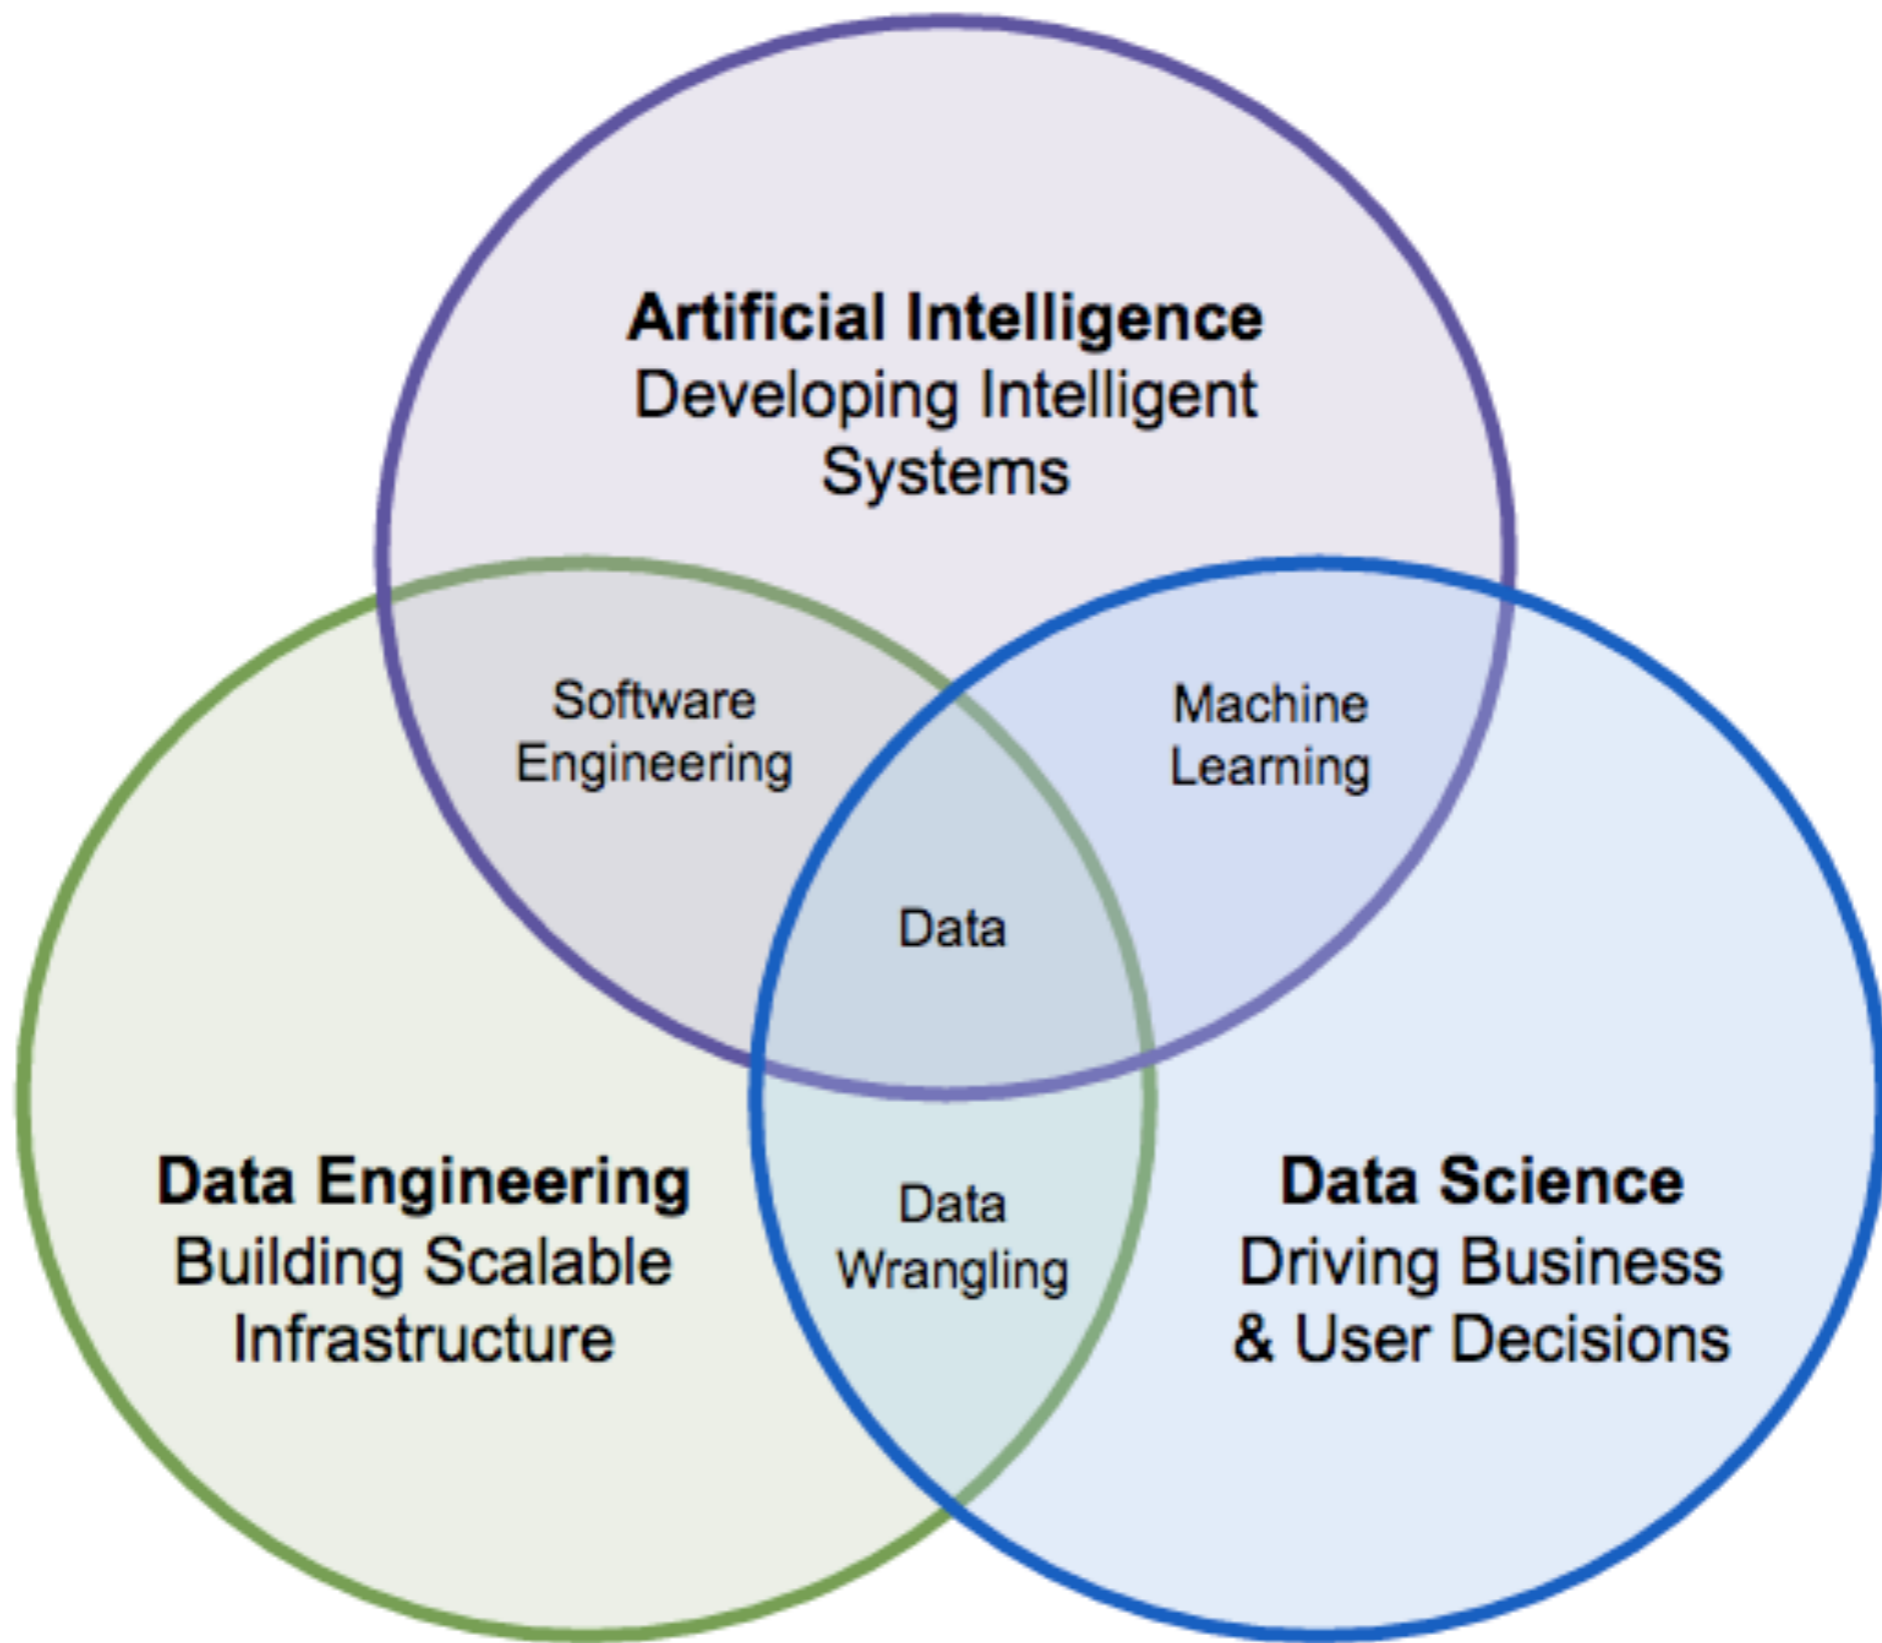 Artificial Intelligence
Developing Intelligent
Systems
Software
Engineering
Machine
Learning
Data
Data Engineering
Building Scalable
Infrastructure
Data
Wrangling
Data Science
Driving Business
& User Decisions